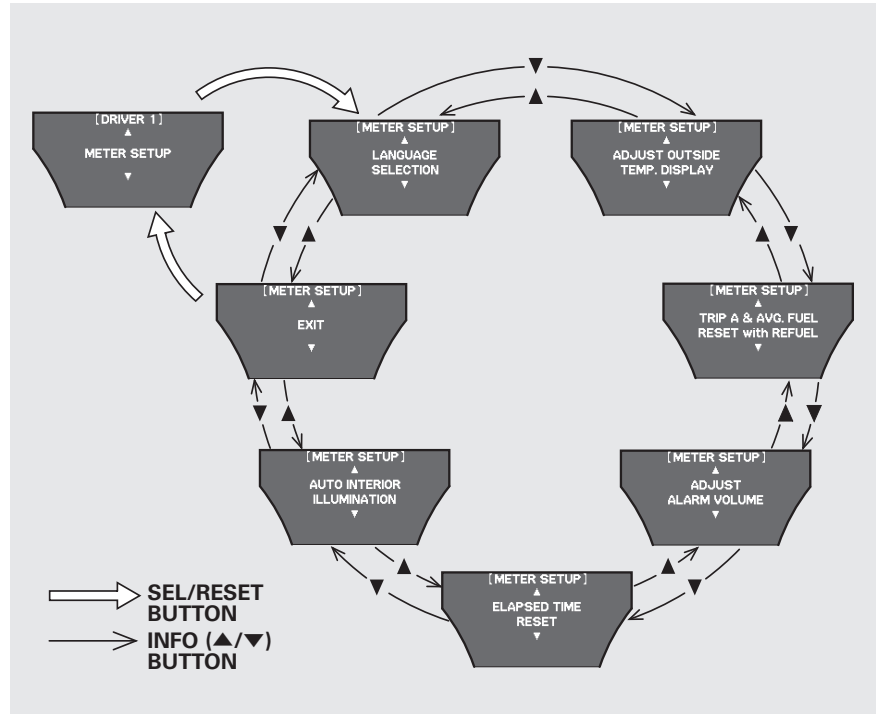 [DRIVER 1]
▲
METER SETUP
▼
[METER SETUP]
▲
LANGUAGE
SELECTION
▼
[METER SETUP]
▲
ADJUST OUTSIDE
TEMP. DISPLAY
▼
[METER SETUP]
▲
EXIT
▼
[METER SETUP]
▲
TRIP A & AVG. FUEL
RESET with REFUEL
▼
[METER SETUP]
▲
AUTO INTERIOR
ILLUMINATION
▼
[METER SETUP]
▲
ADJUST
ALARM VOLUME
▼
[METER SETUP]
▲
ELAPSED TIME
RESET
▼
SEL/RESET
BUTTON
INFO (▲/▼)
BUTTON